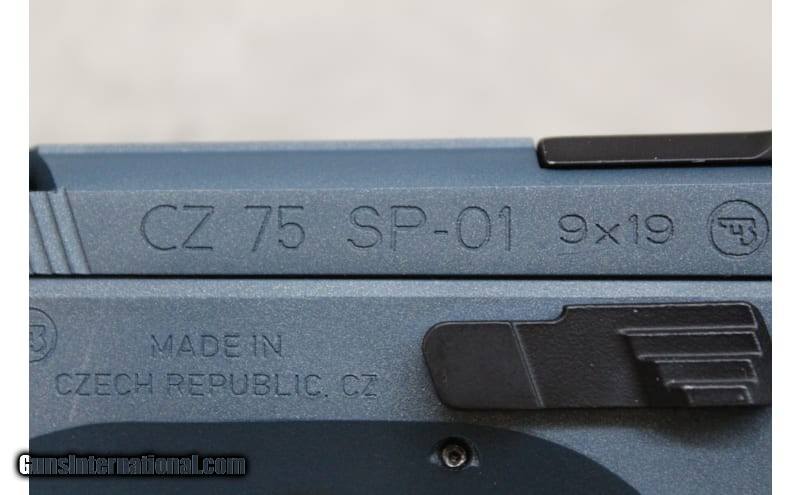 CZ 75 SP-01 9x19
MADE IN
CZECH REPUBLIC, CZ
GunsInternational.com